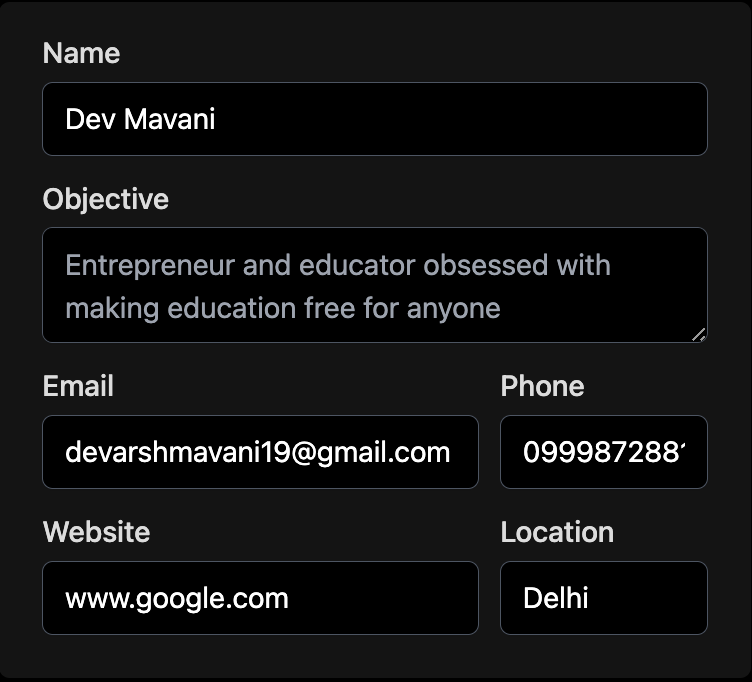 Name
Dev Mavani
Objective
Entrepreneur and educator obsessed with
making education free for anyone
Email Phone
devarshmavani19@gmail.com 099987288
Website Location
www.google.com Delhi